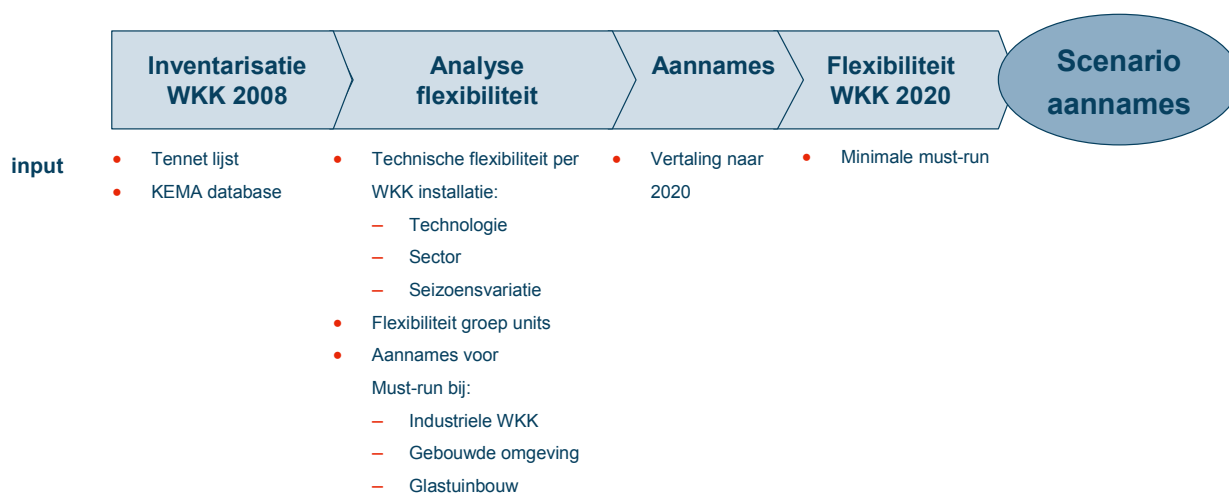 Inventarisatie
WKK 2008
Analyse
flexibiliteit
Aannames
Flexibiliteit
WKK 2020
Scenario
aannames
input
• Tennet lijst
• KEMA database
• Technische flexibiliteit per
WKK installatie:
– Technologie
– Sector
– Seizoensvariatie
• Flexibiliteit groep units
• Aannames voor
Must-run bij:
– Industriele WKK
– Gebouwde omgeving
– Glastuinbouw
• Vertaling naar
2020
• Minimale must-run